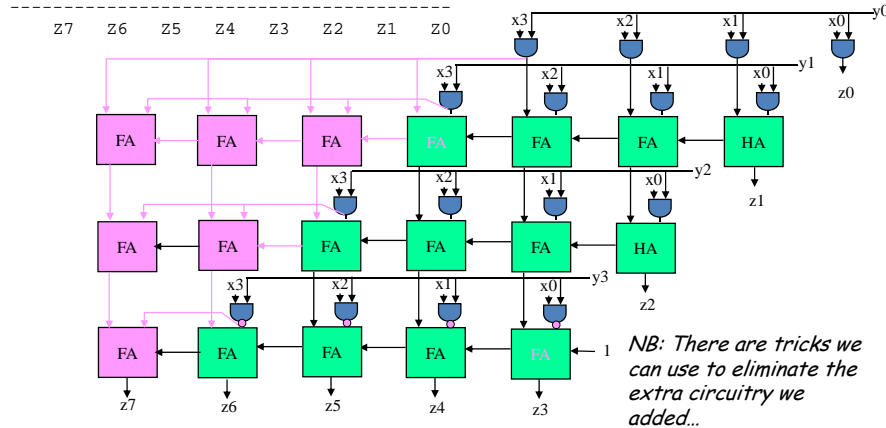 z7 z6 z5 z4 z3 z2 z1 z0
x3 x2 x1 x0 y0
x3 x2 x1 x0 y1
z0
FA FA FA FA FA FA HA
z1
x3 x2 x1 x0 y2
FA FA FA FA FA HA
z2
x3 x2 x1 x0 y3
FA FA FA FA FA 1
z7 z6 z5 z4 z3
NB: There are tricks we
can use to eliminate the
extra circuitry we
added…